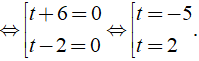 ⇔ [ t + 6 = 0 ⇔ [ t = −5
t − 2 = 0 t = 2 .